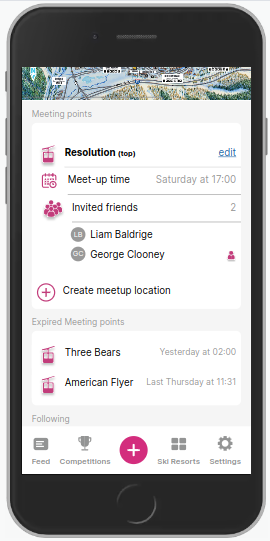 Meeting points
Resolution (top) edit
Meet-up time Saturday at 17:00
Invited friends 2
LB Liam Baldrige
GC George Clooney
Create meetup location
Expired Meeting points
Three Bears Yesterday at 02:00
American Flyer Last Thursday at 11:31
Following
Feed Competitions Ski Resorts Settings